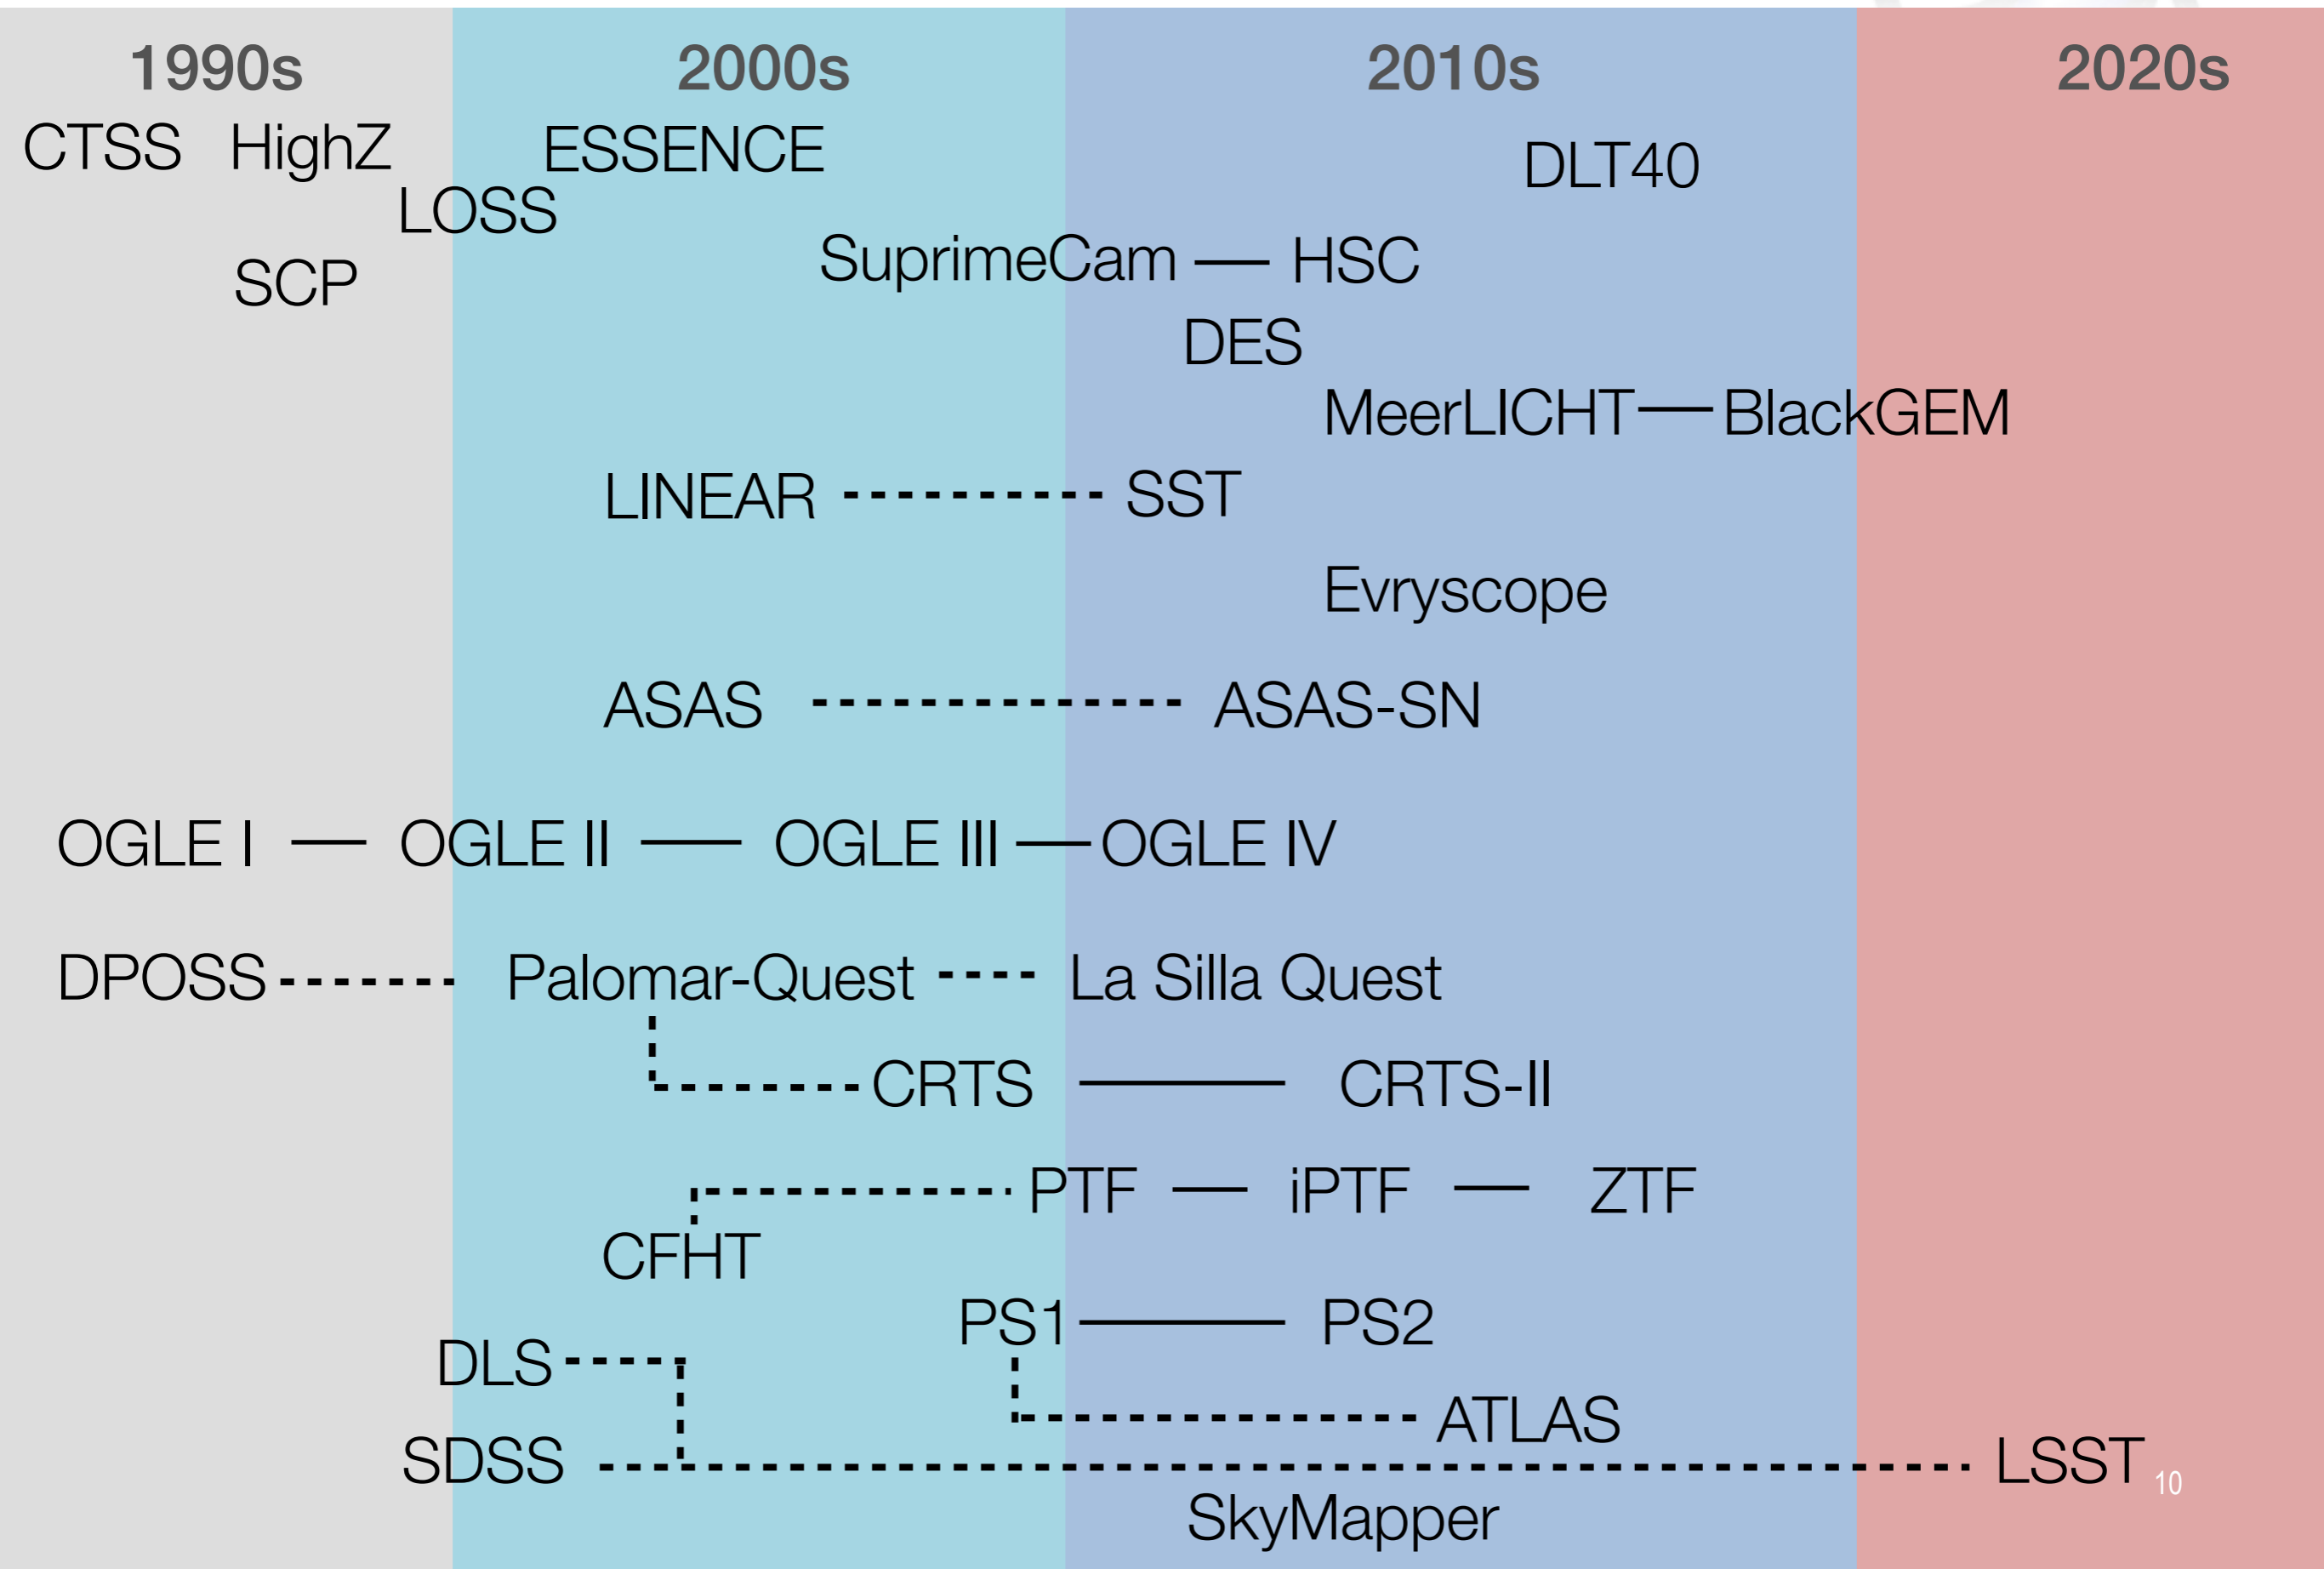 1990s 2000s 2010s 2020s
CTSS HighZ ESSENCE DLT40
LOSS
SCP SuprimeCam HSC
DES
MeerLICHT BlackGEM
LINEAR SST
Evryscope
ASAS ASAS-SN
OGLE I OGLE II OGLE III OGLE IV
DPOSS Palomar-Quest La Silla Quest
CRTS CRTS-II
PTF iPTF ZTF
CFHT
PS1 PS2
DLS
ATLAS
SDSS LSST 10
SkyMapper